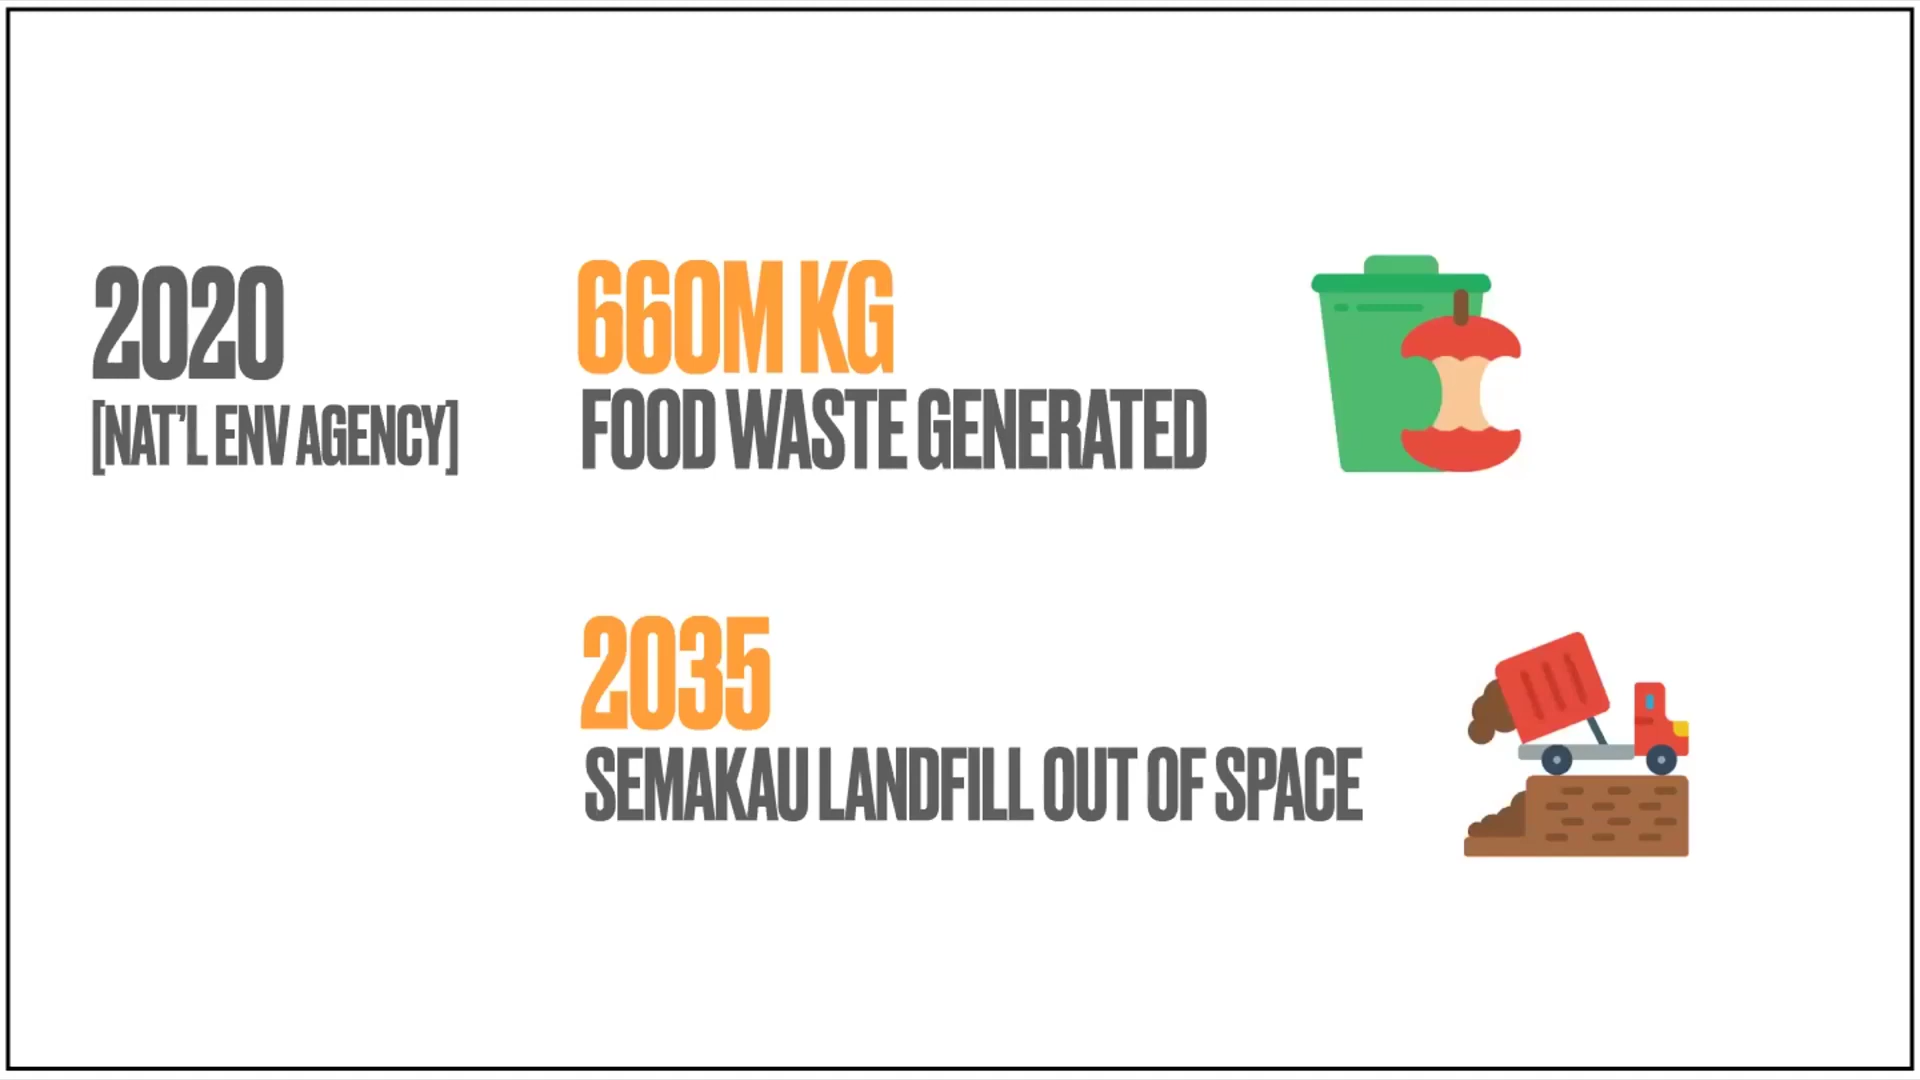 2020
[NAT'L ENV AGENCY]
660M KG
FOOD WASTE GENERATED
2035
SEMAKAU LANDFILL OUT OF SPACE